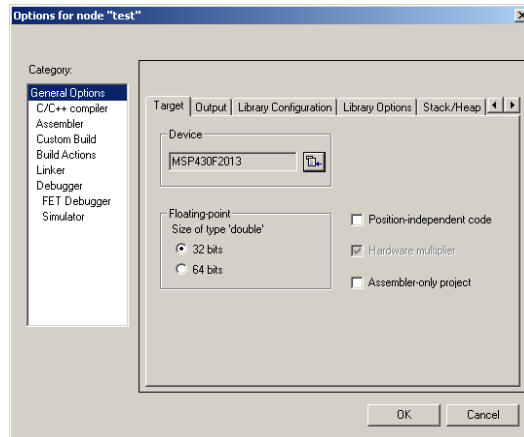 Options for node "test"
Category:
General Options
C/C++ compiler
Assembler
Custom Build
Build Actions
Linker
Debugger
FET Debugger
Simulator
Target Output Library Configuration Library Options Stack/Heap
Device
MSP430F2013
Floating-point
Size of type 'double'
32 bits
64 bits
Position-independent code
Hardware multiplier
Assembler-only project
OK Cancel